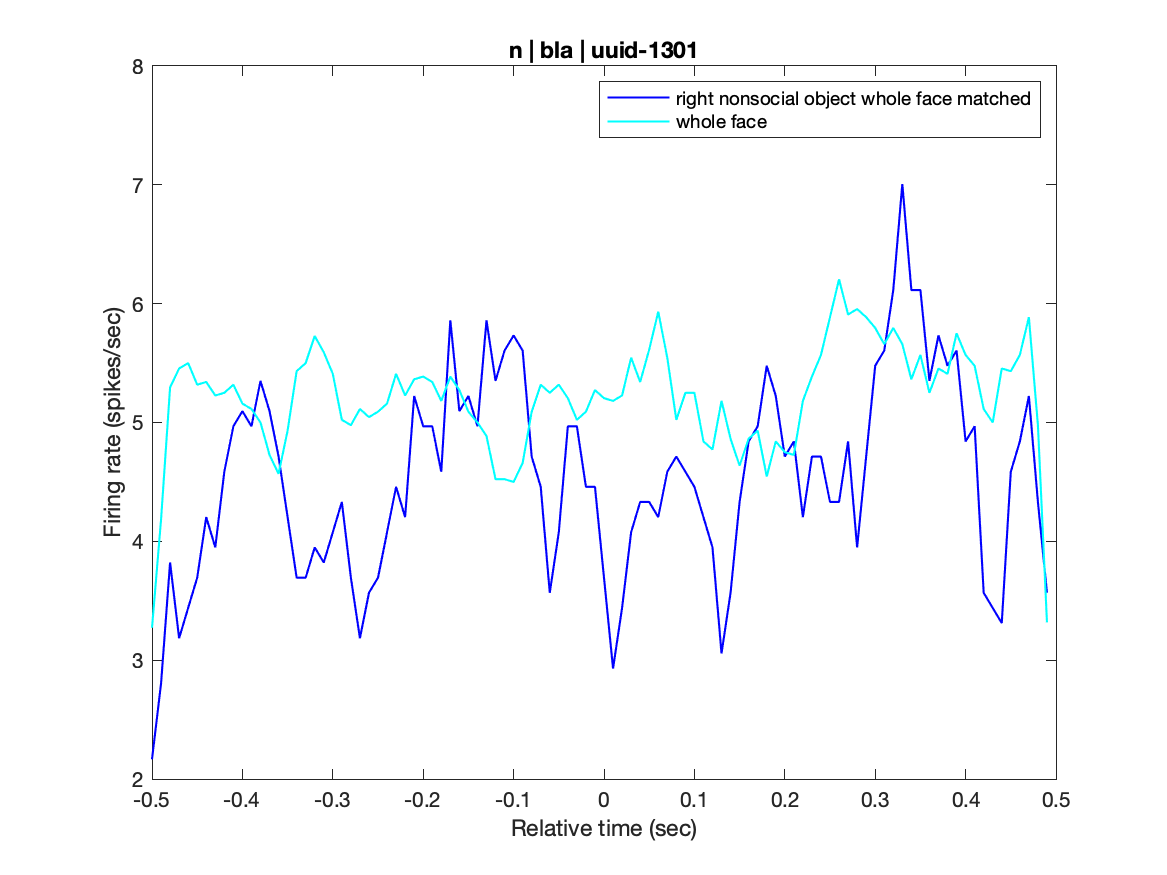 n | bla | uuid-1301
right nonsocial object whole face matched
whole face
8
7
6
5
4
3
2
Firing rate (spikes/sec)
-0.5 -0.4 -0.3 -0.2 -0.1 0 0.1 0.2 0.3 0.4 0.5
Relative time (sec)